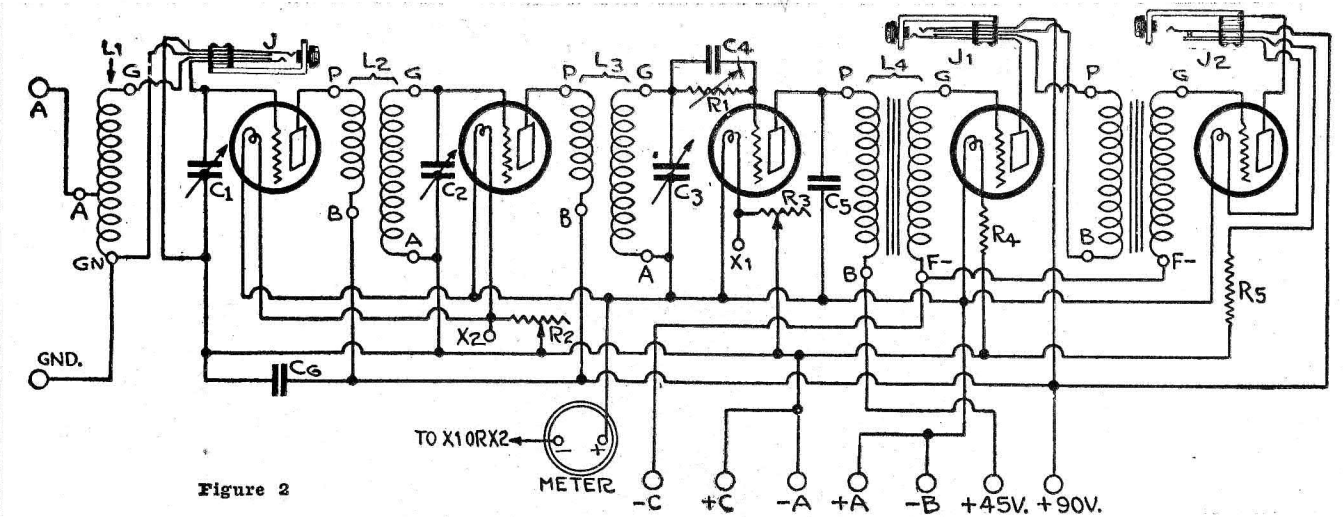 L1
G
J
P
L2
G
P
L3
G
C4
R1
P
L4
G
J1
P
G
J2
A
A
GN
C1
B
A
C2
B
A
C3
X1
R3
C5
B
F-
R4
B
F-
R5
X2
R2
GND.
C6
TO X1 OR X2
- +
METER
-C
+C
-A
+A
-B
+45V.
+90V.
Figure 2